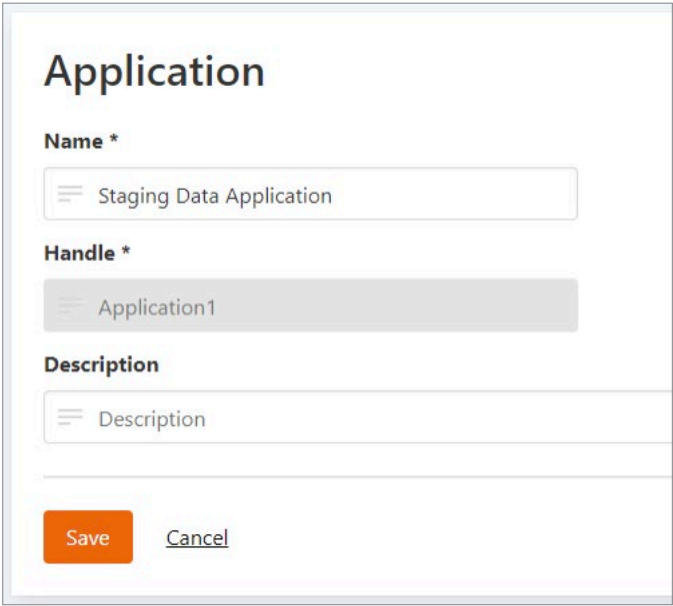 Application
Name *
Staging Data Application
Handle *
Application1
Description
Description
Save Cancel